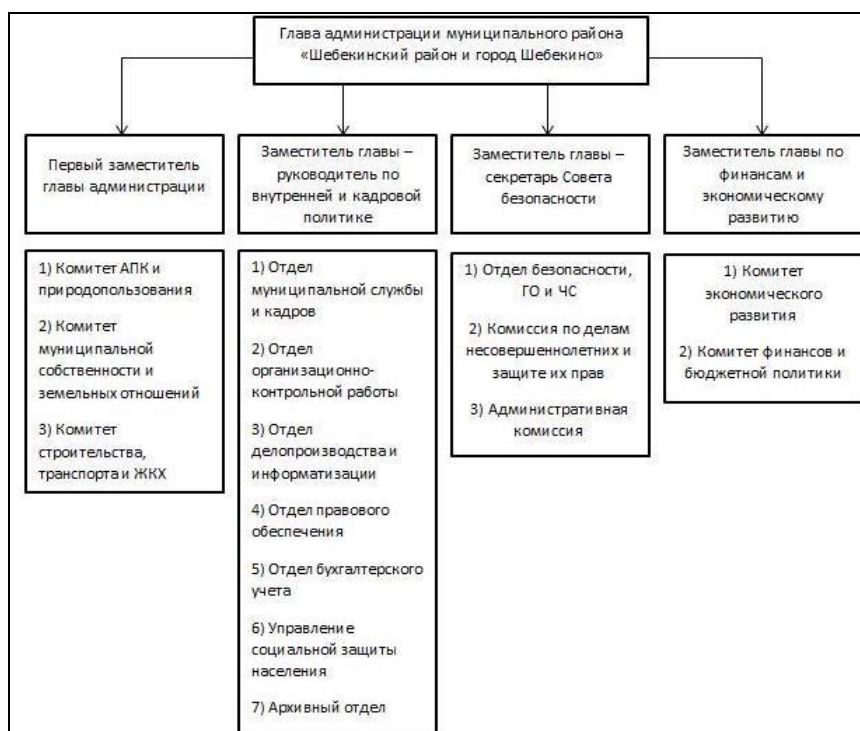 Глава администрации муниципального района
«Шебекинский район и город Шебекино»
Первый заместитель
главы администрации
Заместитель главы –
руководитель по
внутренней и кадровой
политике
Заместитель главы –
секретарь Совета
безопасности
Заместитель главы по
финансам и
экономическому
развитию
1) Комитет АПК и
природопользования
2) Комитет
муниципальной
собственности и
земельных отношений
3) Комитет
строительства,
транспорта и ЖКХ
1) Отдел
муниципальной службы
и кадров
2) Отдел
организационно-
контрольной работы
3) Отдел
делопроизводства и
информатизации
4) Отдел правового
обеспечения
5) Отдел бухгалтерского
учета
6) Управление
социальной защиты
населения
7) Архивный отдел
1) Отдел безопасности,
ГО и ЧС
2) Комиссия по делам
несовершеннолетних и
защите их прав
3) Административная
комиссия
1) Комитет
экономического
развития
2) Комитет финансов и
бюджетной политики